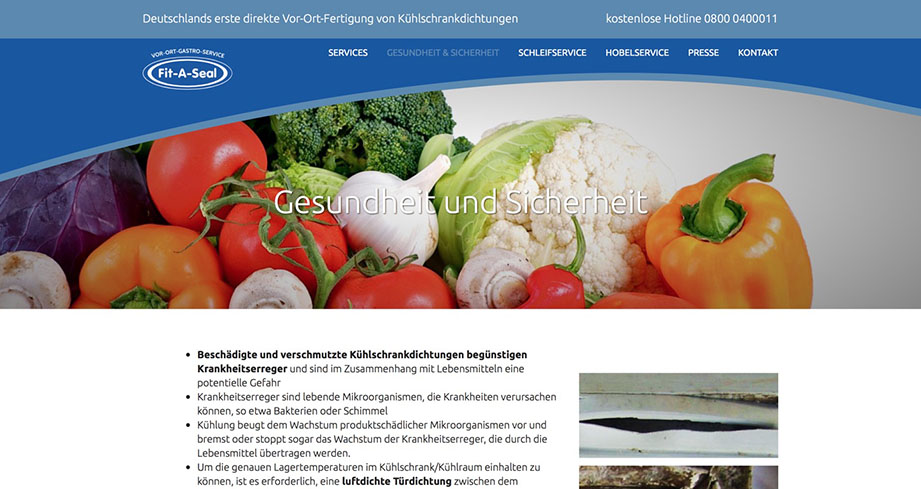 Deutschlands erste direkte Vor-Ort-Fertigung von Kühlschrankdichtungen
kostenlose Hotline 0800 0400011
VOR-ORT-GASTRO-SERVICE
Fit-A-Seal
SERVICES
GESUNDHEIT & SICHERHEIT
SCHLEIFSERVICE
HOBELSERVICE
PRESSE
KONTAKT
Gesundheit und Sicherheit
• Beschädigte und verschmutzte Kühlschrankdichtungen begünstigen
Krankheitserreger und sind im Zusammenhang mit Lebensmitteln eine
potentielle Gefahr
• Krankheitserreger sind lebende Mikroorganismen, die Krankheiten verursachen
können, so etwa Bakterien oder Schimmel
• Kühlung beugt dem Wachstum produktschädlicher Mikroorganismen vor und
bremst oder stoppt sogar das Wachstum der Krankheitserreger, die durch die
Lebensmittel übertragen werden.
• Um die genauen Lagertemperaturen im Kühlschrank/Kühlraum einhalten zu
können, ist es erforderlich, eine luftdichte Türdichtung zwischen dem